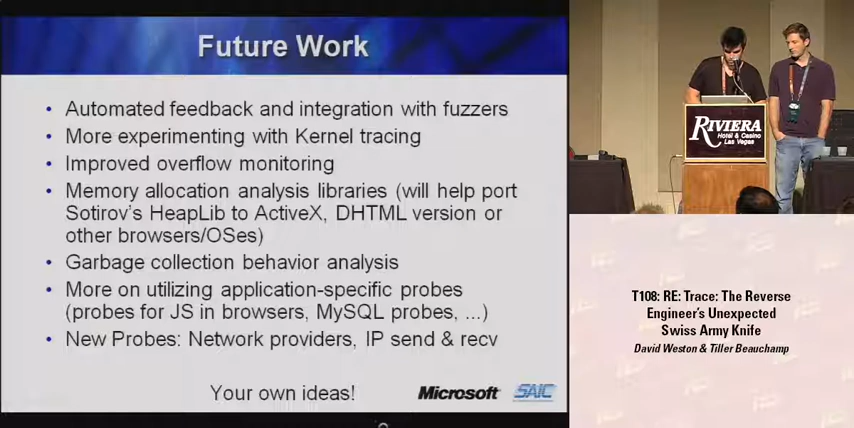 Future Work
• Automated feedback and integration with fuzzers
• More experimenting with Kernel tracing
• Improved overflow monitoring
• Memory allocation analysis libraries (will help port
Sotirov's HeapLib to ActiveX, DHTML version or
other browsers/OSes)
• Garbage collection behavior analysis
• More on utilizing application-specific probes
(probes for JS in browsers, MySQL probes, ...)
• New Probes: Network providers, IP send & recv
Your own ideas!
Microsoft
SAIC
RIVIERA
Hotel & Casino
Las Vegas
T108: RE: Trace: The Reverse
Engineer's Unexpected
Swiss Army Knife
David Weston & Tiller Beauchamp